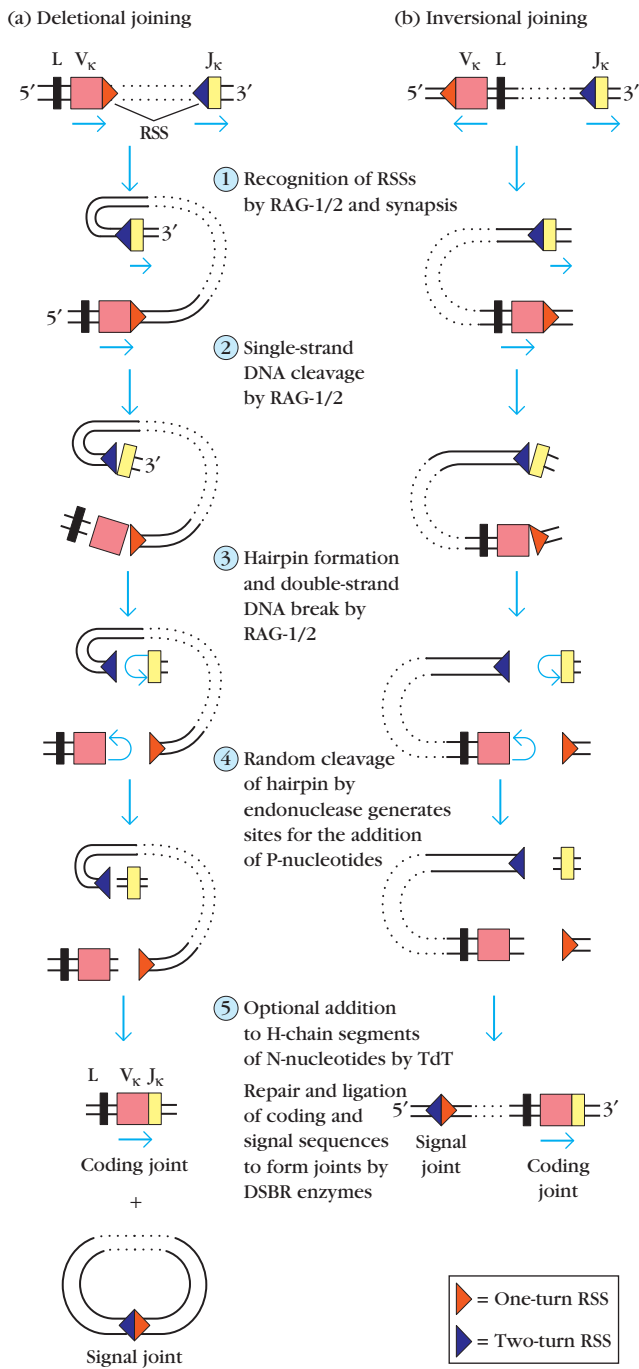 (a) Deletional joining
(b) Inversional joining
L Vκ Jκ
5′ 3′
RSS
Vκ L Jκ
5′ 3′
1 Recognition of RSSs
by RAG-1/2 and synapsis
3′
5′
2 Single-strand
DNA cleavage
by RAG-1/2
3′
3 Hairpin formation
and double-strand
DNA break by
RAG-1/2
4 Random cleavage
of hairpin by
endonuclease generates
sites for the addition
of P-nucleotides
5 Optional addition
to H-chain segments
of N-nucleotides by TdT
Repair and ligation
of coding and
signal sequences
to form joints by
DSBR enzymes
L Vκ Jκ
Coding joint
+
Signal joint
5′ 3′
Signal
joint
Coding
joint
= One-turn RSS
= Two-turn RSS